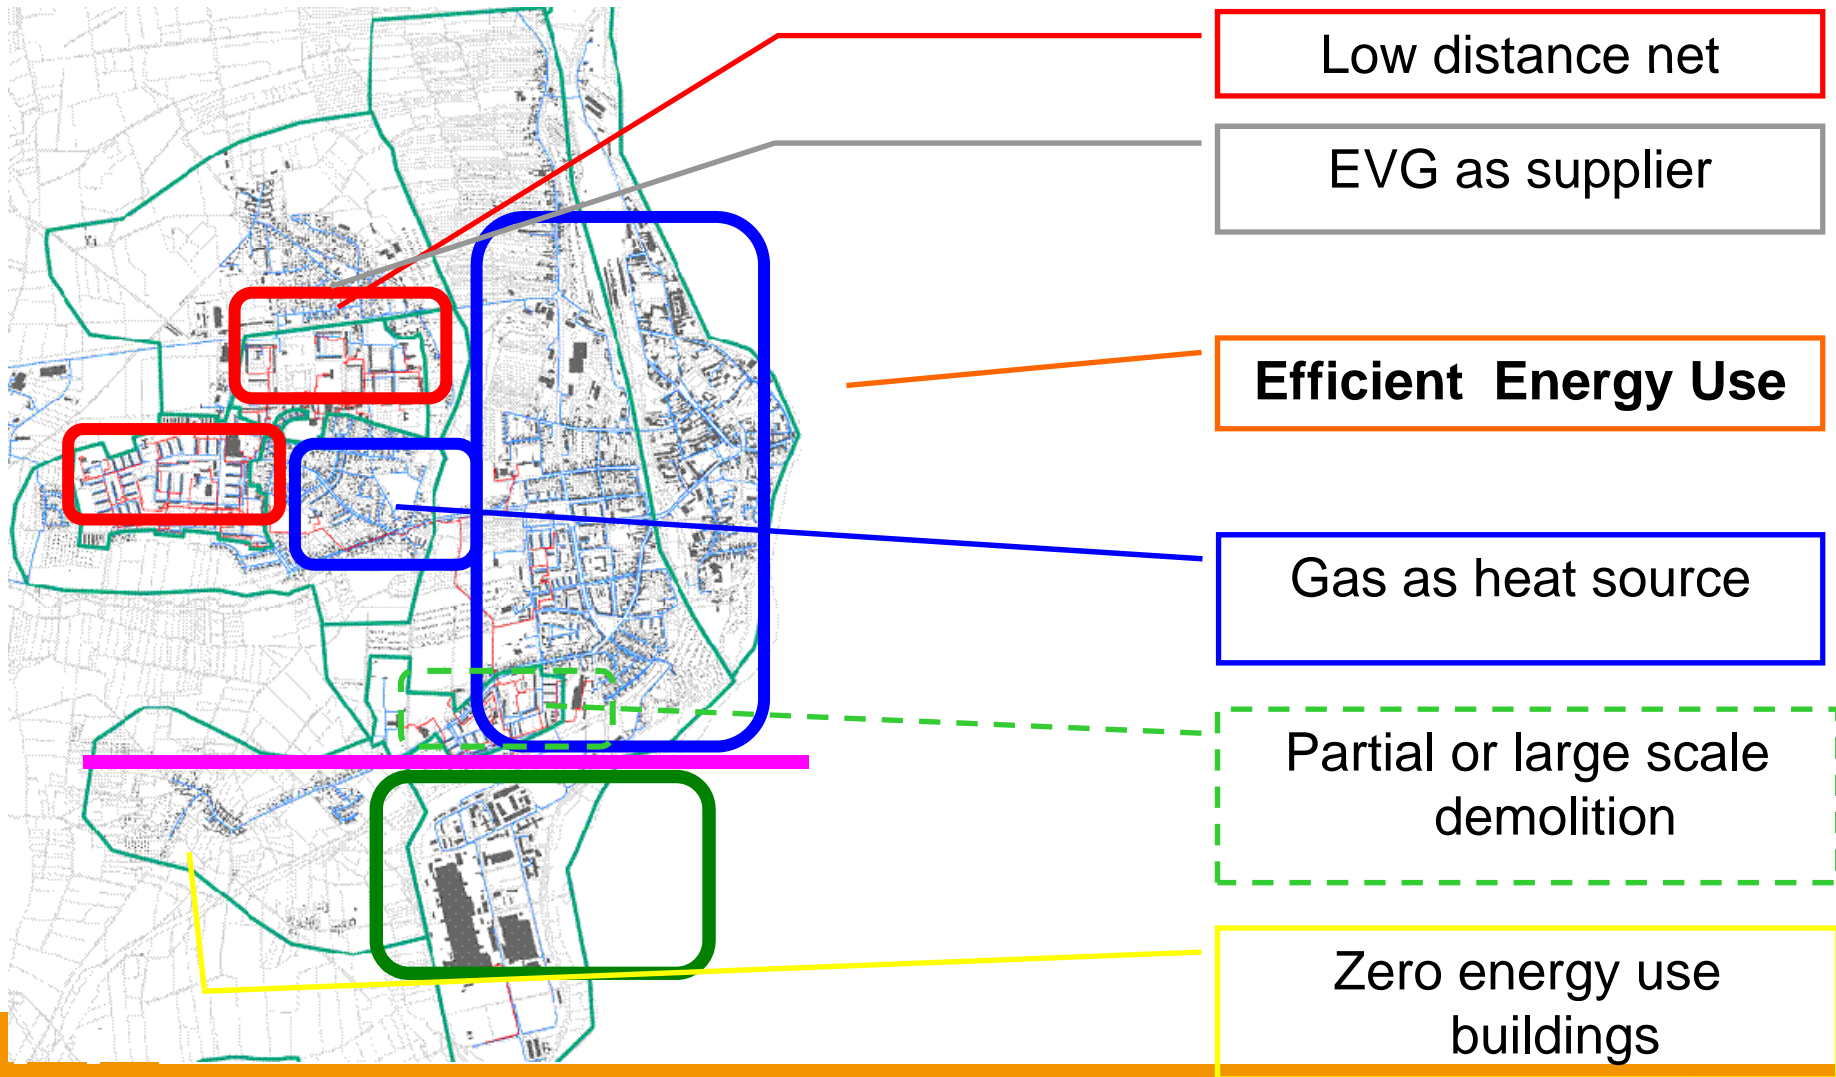 Low distance net
EVG as supplier
Efficient Energy Use
Gas as heat source
Partial or large scale
demolition
Zero energy use
buildings